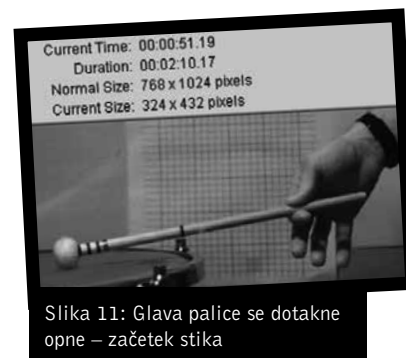 Current Time: 00:00:51.19
Duration: 00:02:10.17
Normal Size: 768 x 1024 pixels
Current Size: 324 x 432 pixels
Slika 11: Glava palice se dotakne
opne – začetek stika